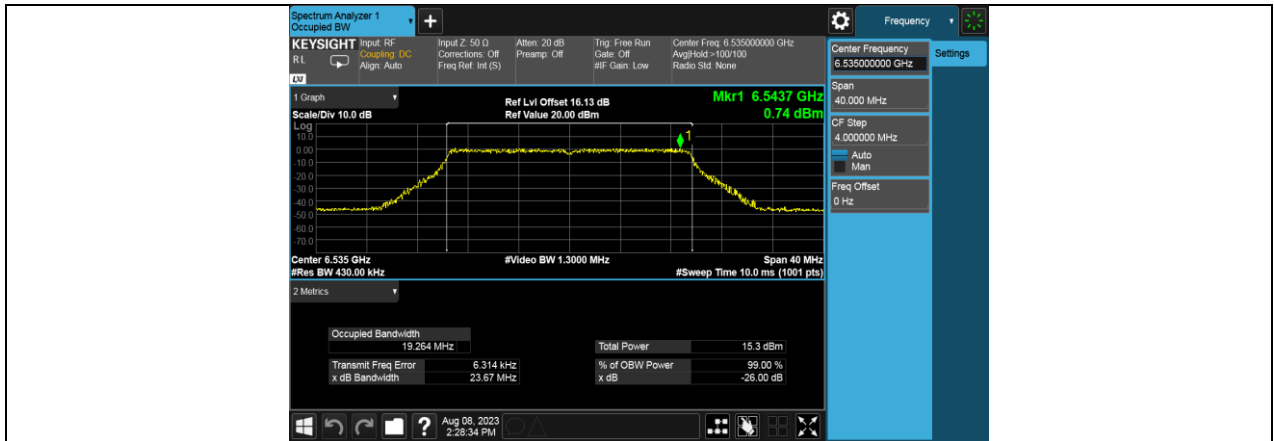 Spectrum Analyzer 1
Occupied BW
+
Frequency
KEYSIGHT
RL
LXI
Input: RF
Coupling: DC
Align: Auto
Input Z: 50 Ω
Corrections: Off
Freq Ref: Int (S)
Atten: 20 dB
Preamp: Off
Trig: Free Run
Gate: Off
#IF Gain: Low
Center Freq: 6.535000000 GHz
Avg|Hold:>100/100
Radio Std: None
Center Frequency
6.535000000 GHz
Settings
Span
40.000 MHz
CF Step
4.000000 MHz
Auto
Man
Freq Offset
0 Hz
1 Graph
Scale/Div 10.0 dB
Ref Lvl Offset 16.13 dB
Ref Value 20.00 dBm
Mkr1 6.5437 GHz
0.74 dBm
Log
10.0
0.00
-10.0
-20.0
-30.0
-40.0
-50.0
-60.0
-70.0
1
Center 6.535 GHz
#Res BW 430.00 kHz
#Video BW 1.3000 MHz
Span 40 MHz
#Sweep Time 10.0 ms (1001 pts)
2 Metrics
Occupied Bandwidth
19.264 MHz
Transmit Freq Error 6.314 kHz
x dB Bandwidth 23.67 MHz
Total Power 15.3 dBm
% of OBW Power 99.00 %
x dB -26.00 dB
?
Aug 08, 2023
2:28:34 PM